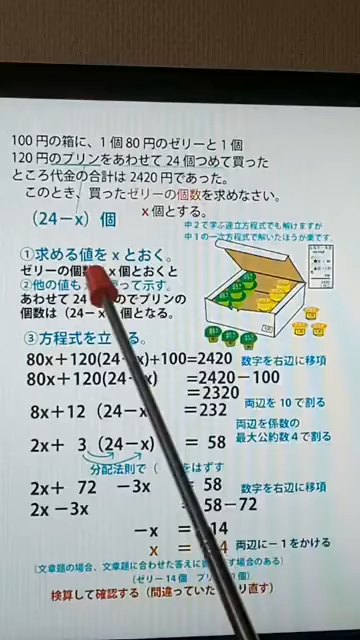 100円の箱に、1個80円のゼリーと1個
120円のプリンをあわせて24個つめて買った
ところ代金の合計は2420円であった。
このとき、買ったゼリーの個数を求めなさい。
(24−x)個
x個とする。
中2で学ぶ連立方程式でも解けますが
中1の一次方程式で解いたほうが楽です。
①求める値をxとおく。
ゼリーの個 x個とおくと
②他の値も って示す。
あわせて24 のでプリンの
個数は(24− 個となる。
③方程式を立 る。
80x+120(24− x)+100=2420 数字を右辺に移項
80x+120(24− ) =2420−100
=2320
両辺を10で割る
8x+12(24−x =232
両辺を係数の
最大公約数4で割る
2x+ 3(24−x) = 58
分配法則で( をはずす
2x+ 72 −3x = 58 数字を右辺に移項
2x−3x 58−72
−x = 14
x = 4 両辺に−1をかける
(文章題の場合、文章題に合わせた答えに 場合のある)
(ゼリー14個 プ 個)
検算して確認する(間違っていた り直す)